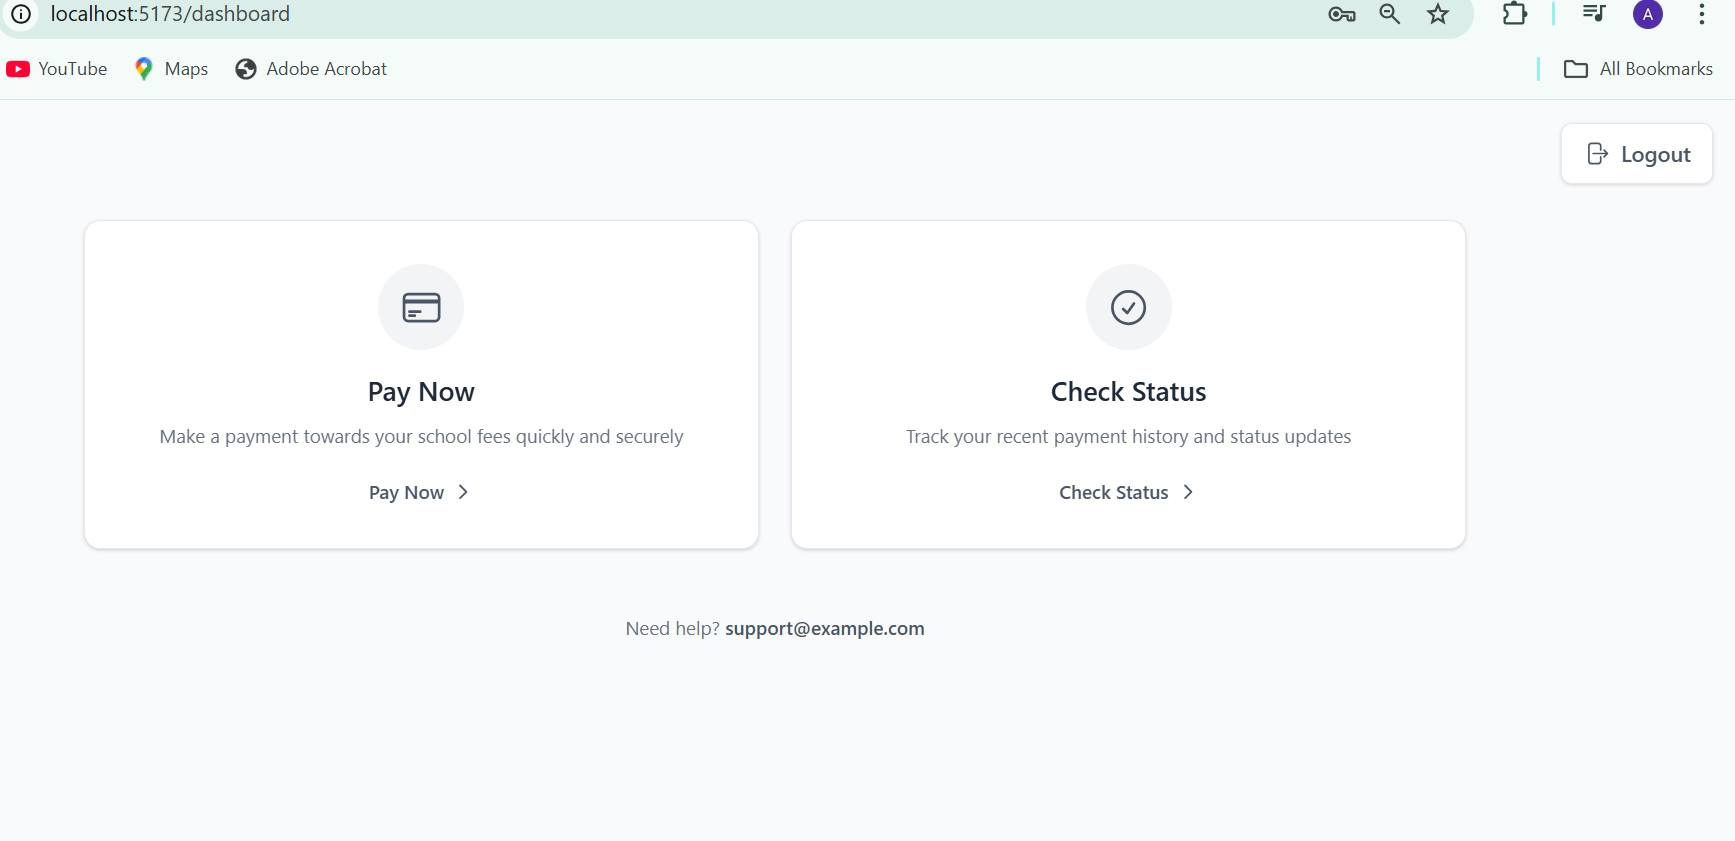 localhost:5173/dashboard
A
YouTube Maps Adobe Acrobat All Bookmarks
Logout
Pay Now
Make a payment towards your school fees quickly and securely
Pay Now
Check Status
Track your recent payment history and status updates
Check Status
Need help? support@example.com